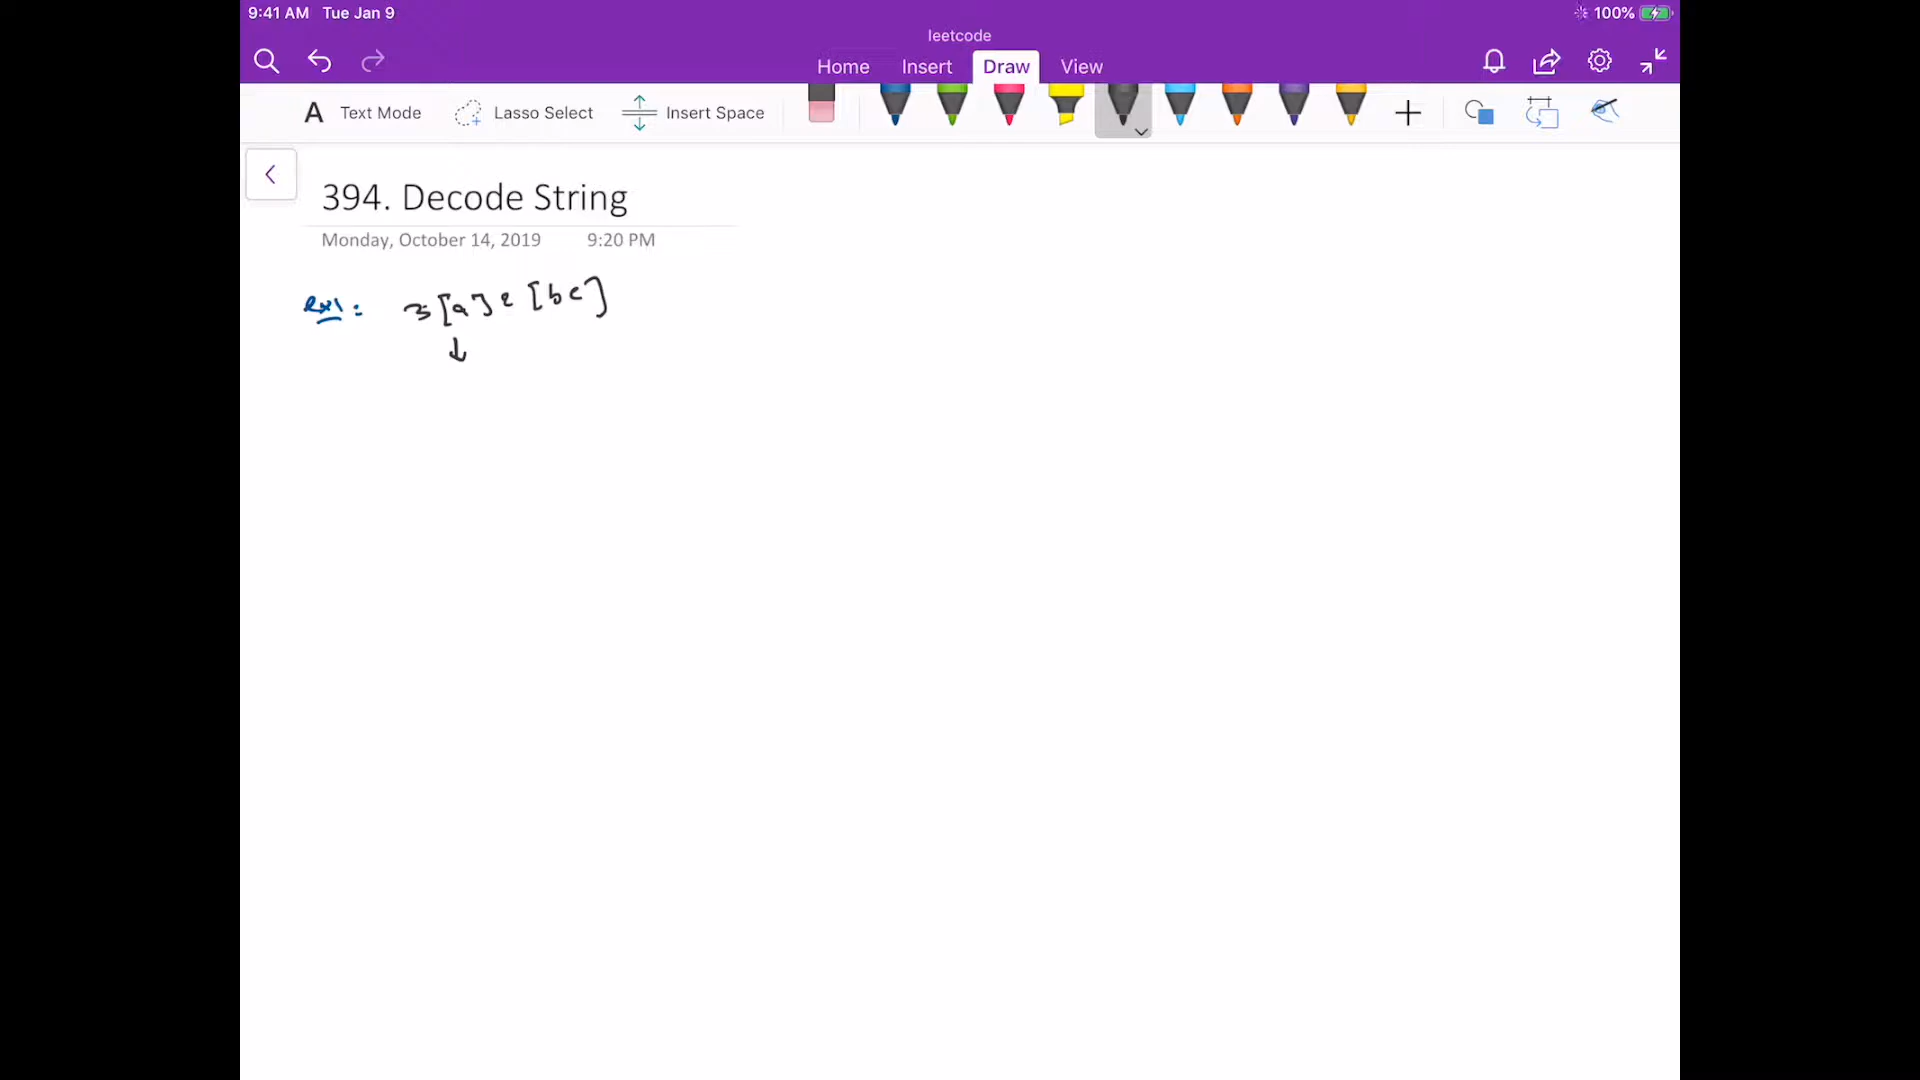 9:41 AM Tue Jan 9
100%
leetcode
Home Insert Draw View
A Text Mode Lasso Select Insert Space
394. Decode String
Monday, October 14, 2019 9:20 PM
ex1: 3[a]2[bc]
↓